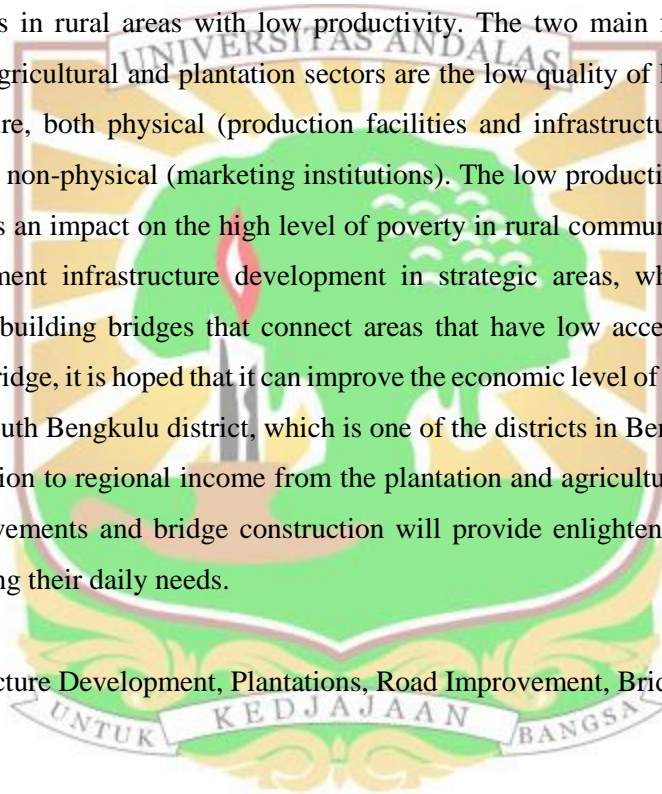 s in rural areas with low productivity. The two main
UNIVERSITAS ANDALAS
gricultural and plantation sectors are the low quality of
re, both physical (production facilities and infrastructu
non-physical (marketing institutions). The low producti
s an impact on the high level of poverty in rural commun
ment infrastructure development in strategic areas, wh
building bridges that connect areas that have low acce
ridge, it is hoped that it can improve the economic level of
uth Bengkulu district, which is one of the districts in Ben
ion to regional income from the plantation and agricultu
vements and bridge construction will provide enlighten
ng their daily needs.
cture Development, Plantations, Road Improvement, Brid
UNTUK KEDJAJAAN BANGSA